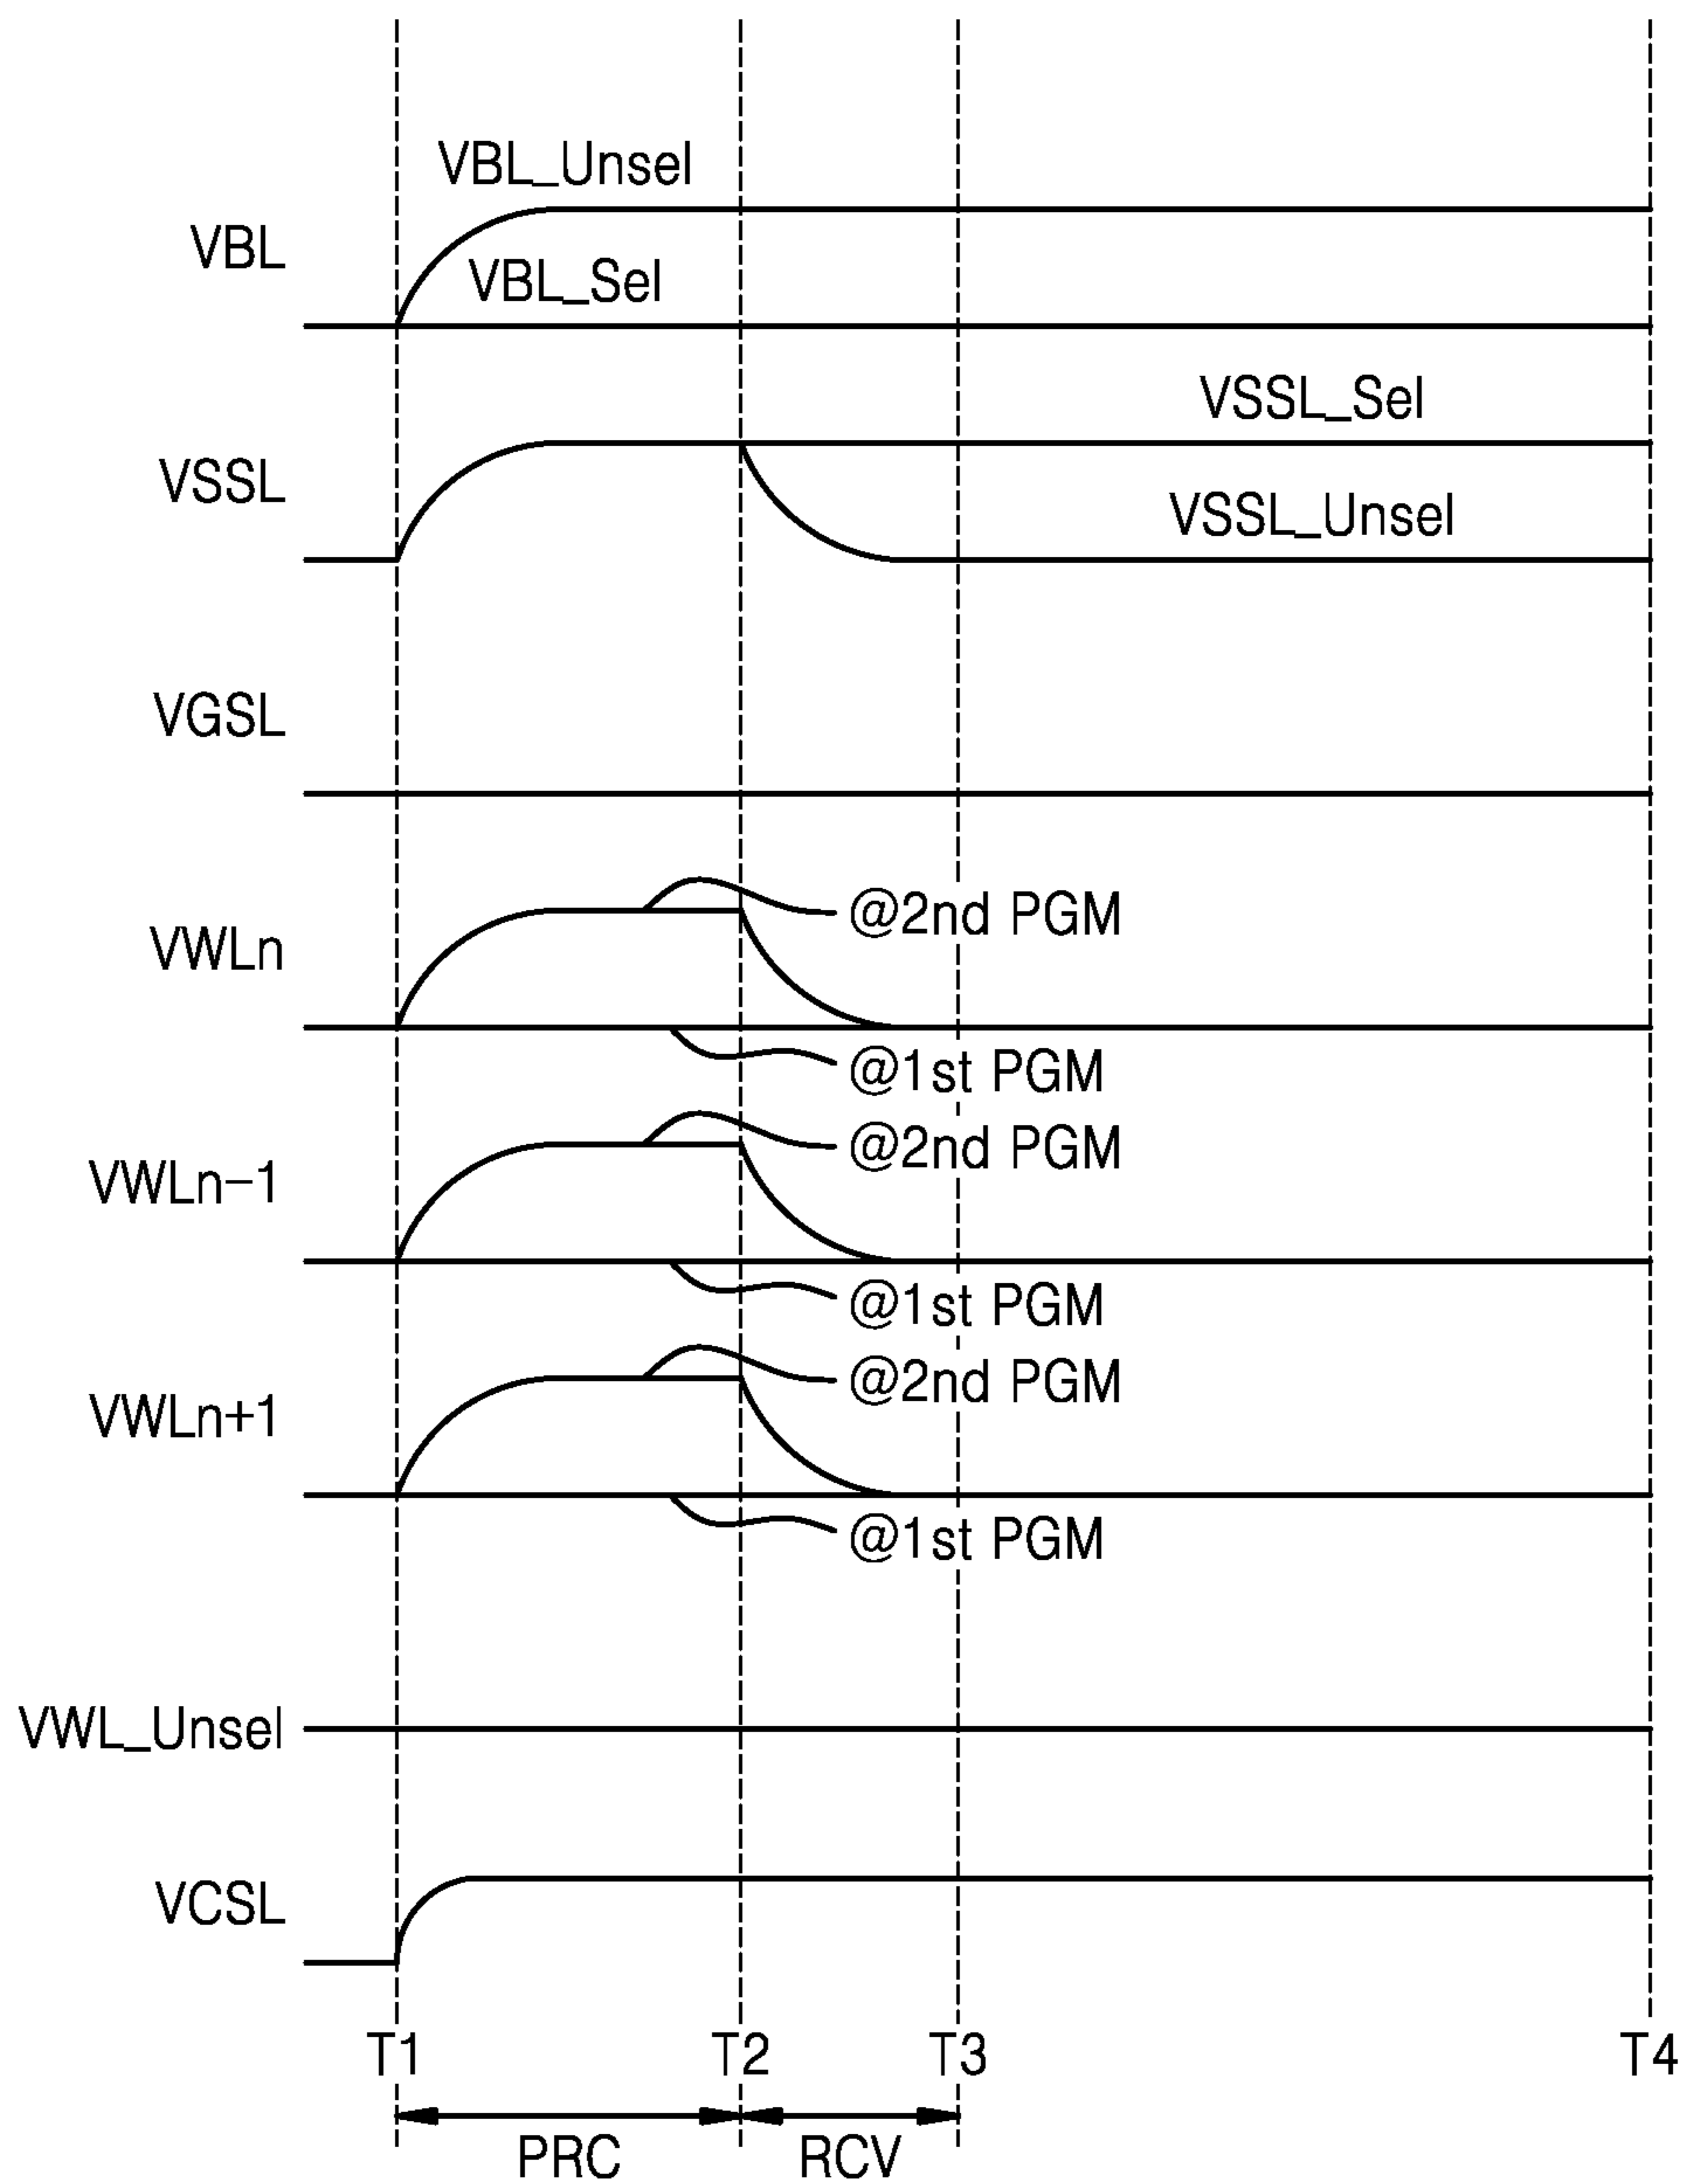 VBL_Unsel
VBL
VBL_Sel
VSSL_Sel
VSSL
VSSL_Unsel
VGSL
@2nd PGM
VWLn
@1st PGM
@2nd PGM
VWLn-1
@1st PGM
@2nd PGM
VWLn+1
@1st PGM
VWL_Unsel
VCSL
T1 T2 T3 T4
PRC RCV